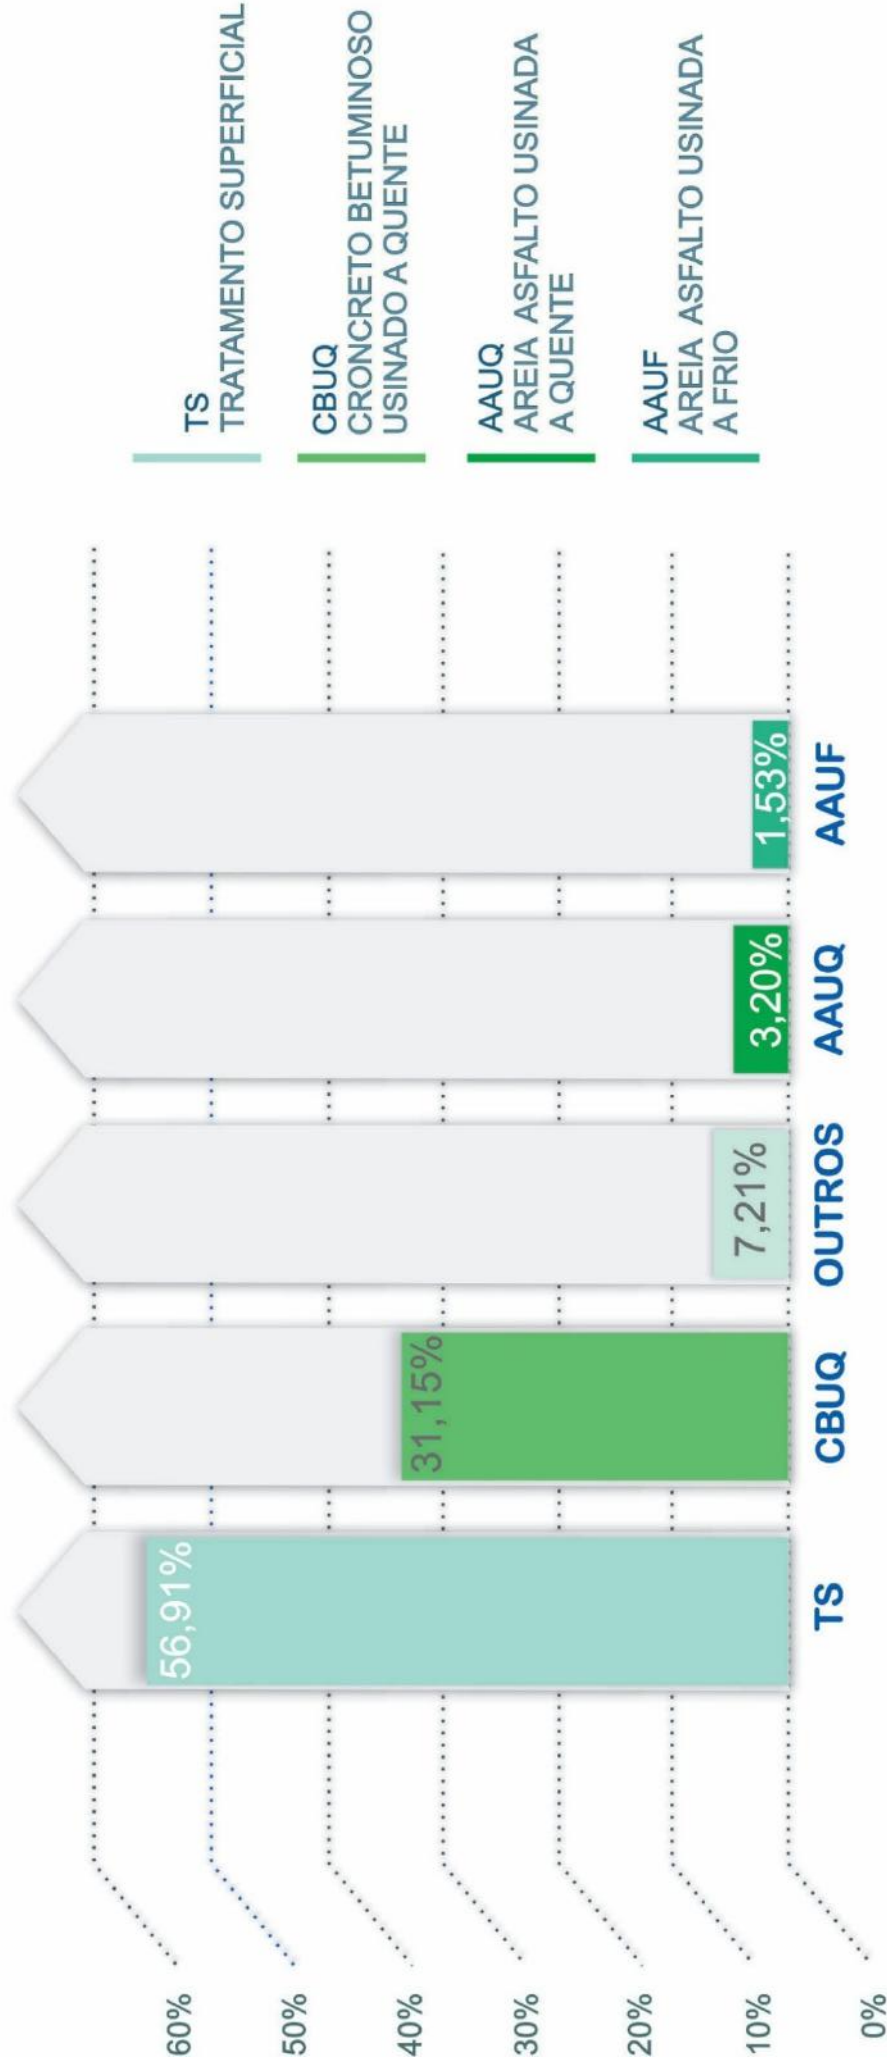 60%
50%
40%
30%
20%
10%
0%
56,91%
31,15%
7,21%
3,20%
1,53%
TS
CBUQ
OUTROS
AAUQ
AAUF
TS
TRATAMENTO SUPERFICIAL
CBUQ
CRONCRETO BETUMINOSO
USINADO A QUENTE
AAUQ
AREIA ASFALTO USINADA
A QUENTE
AAUF
AREIA ASFALTO USINADA
A FRIO